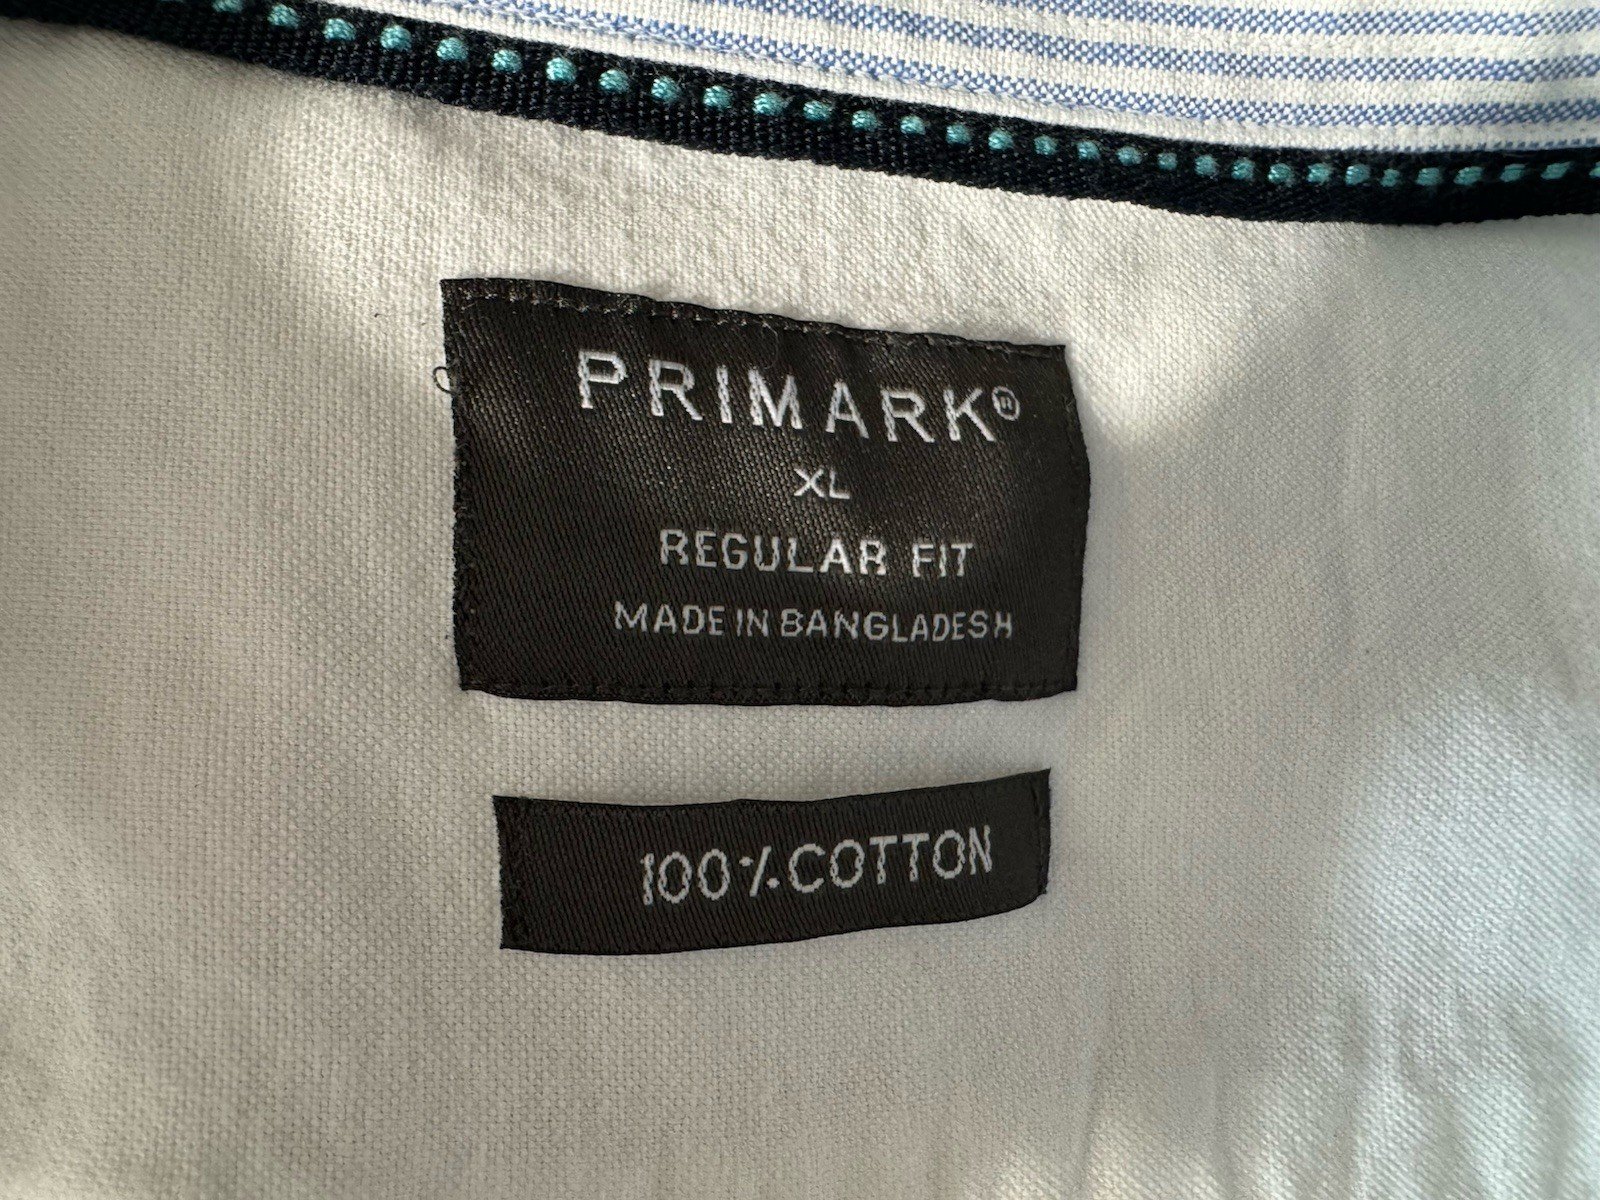 PRIMARK®
XL
REGULAR FIT
MADE IN BANGLADESH
100% COTTON